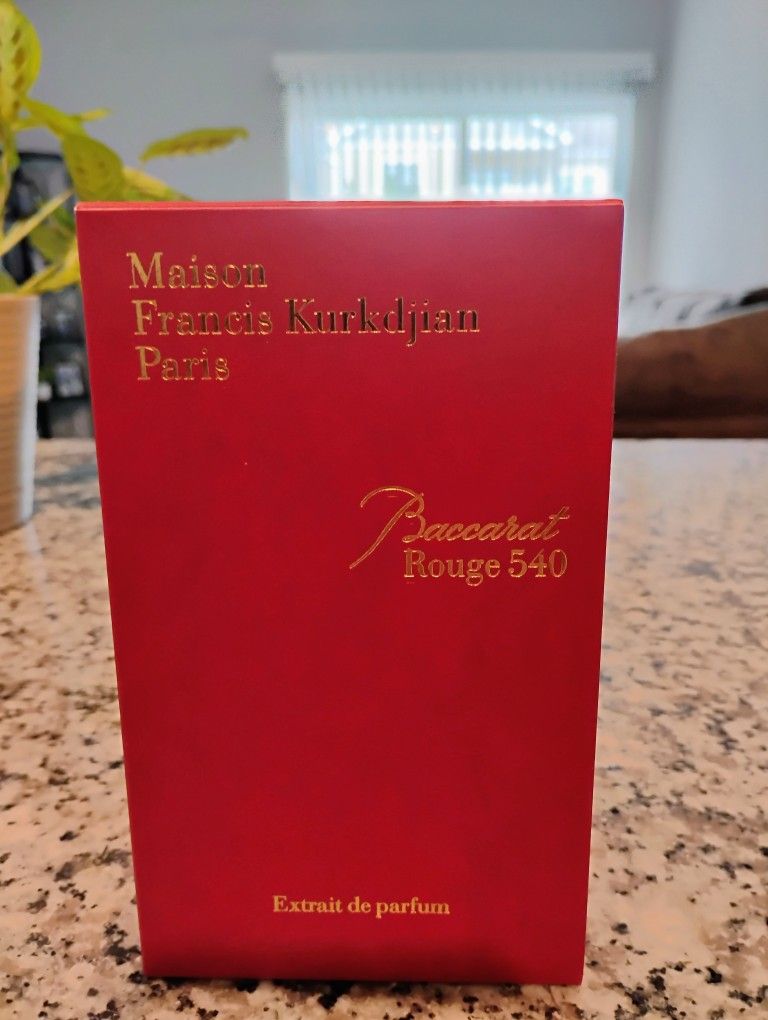 Maison
Francis Kurkdjian
Paris
Baccarat
Rouge 540
Extrait de parfum